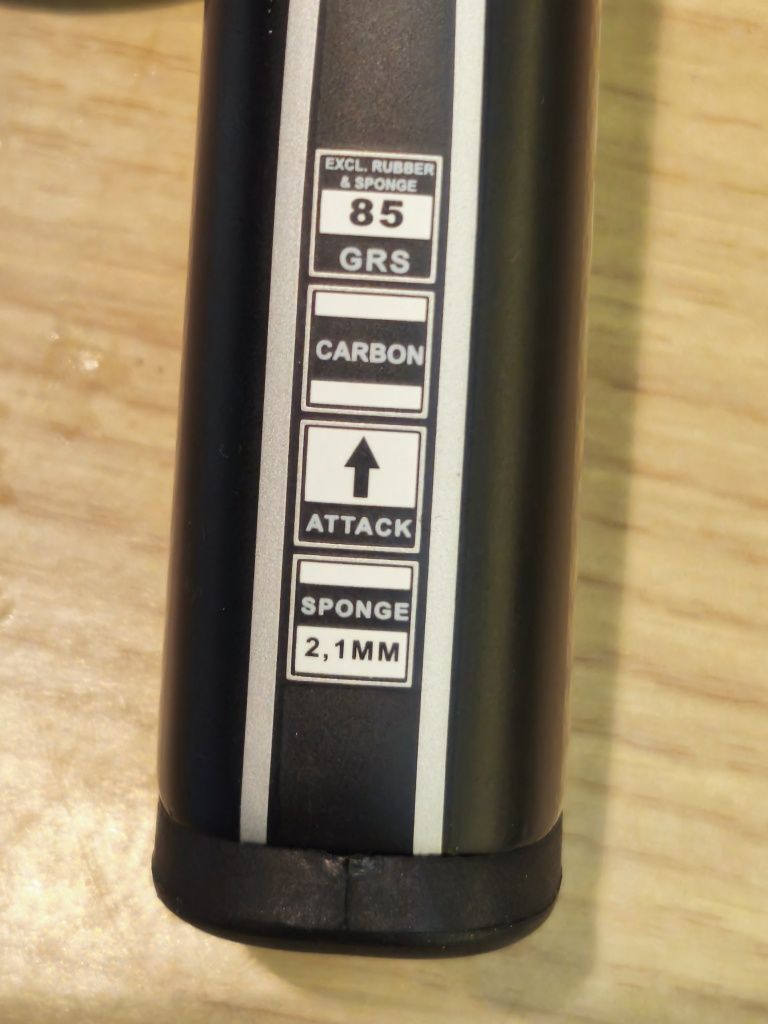 EXCL. RUBBER
& SPONGE
85
GRS
CARBON
ATTACK
SPONGE
2,1MM